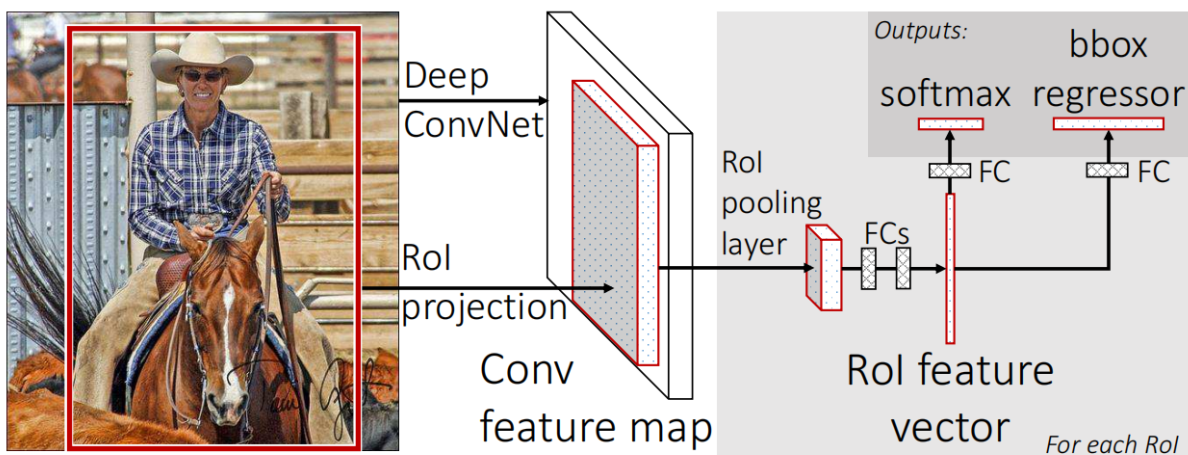 Deep
ConvNet
RoI
projection
Conv
feature map
RoI
pooling
layer
FCs
RoI feature
vector
For each RoI
Outputs:
softmax
bbox
regressor
FC
FC